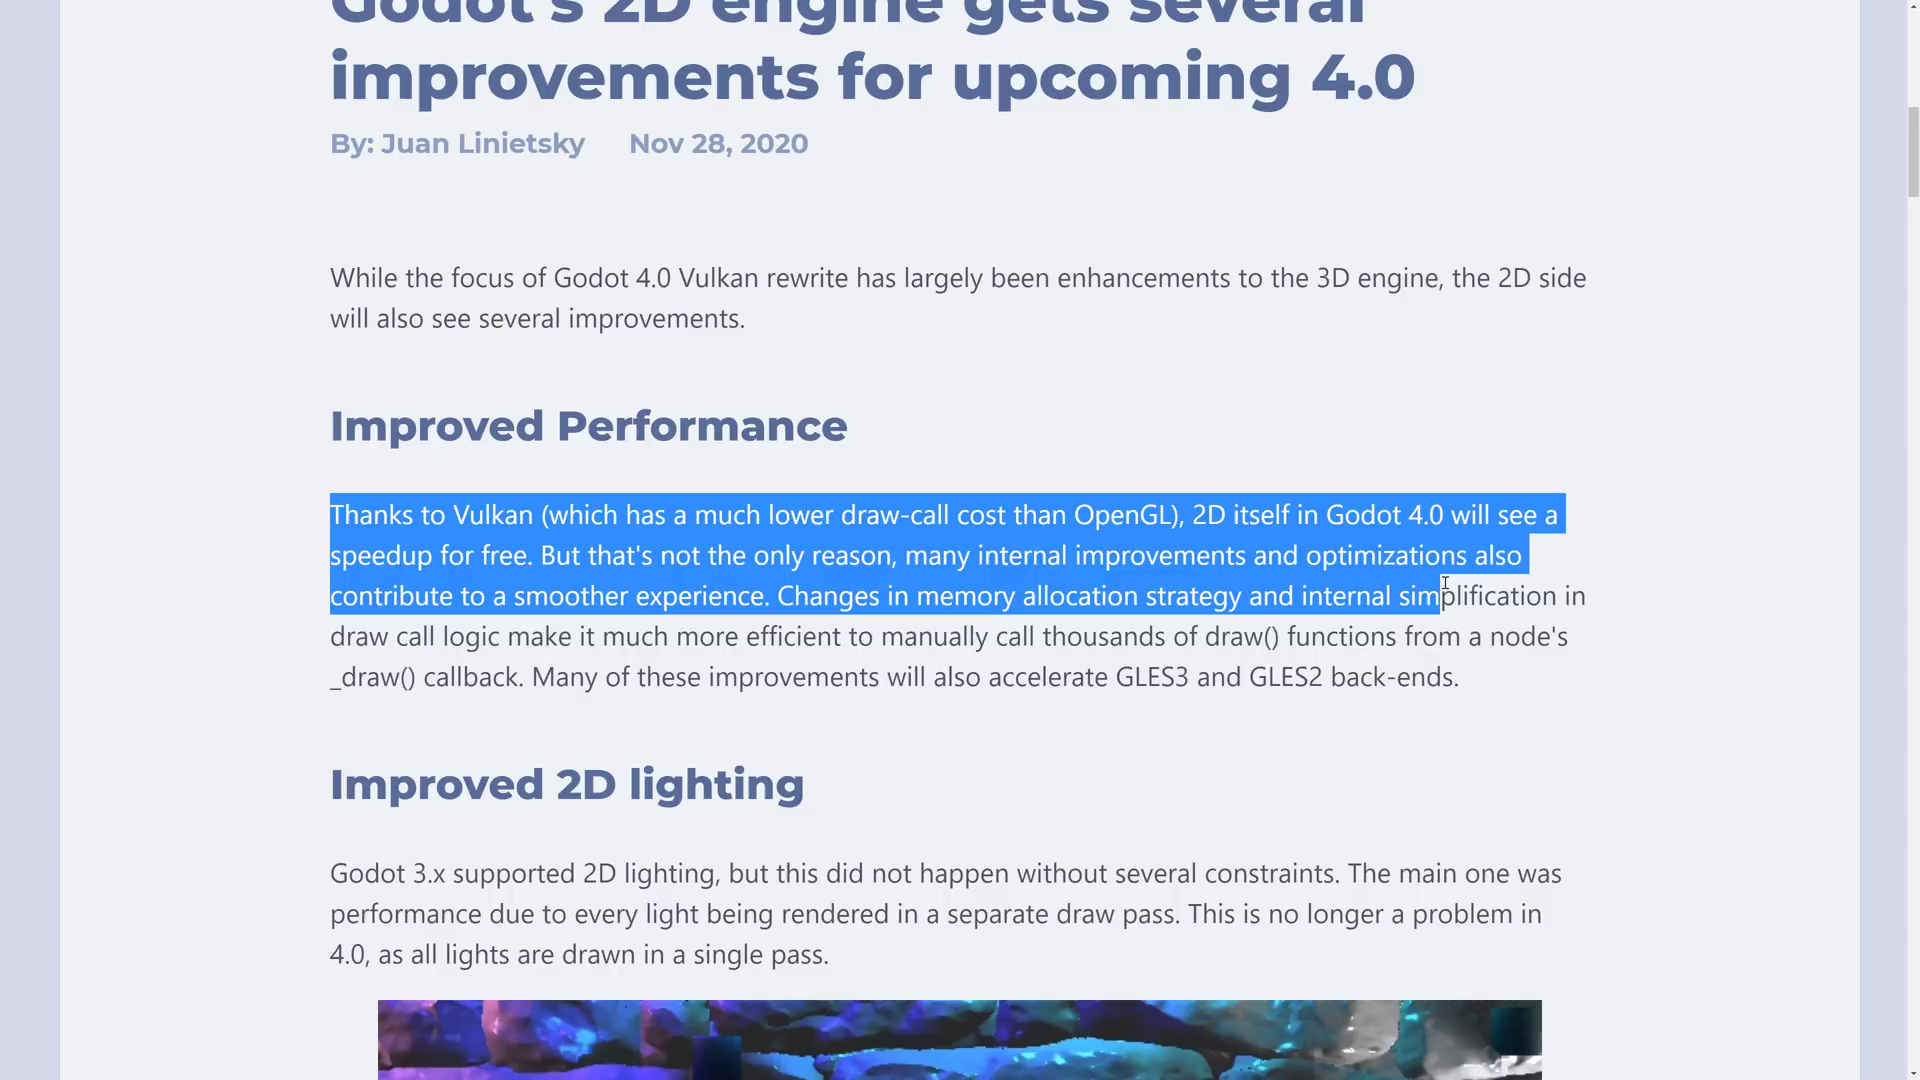 Godot's 2D engine gets several
improvements for upcoming 4.0
By: Juan Linietsky Nov 28, 2020
While the focus of Godot 4.0 Vulkan rewrite has largely been enhancements to the 3D engine, the 2D side
will also see several improvements.
Improved Performance
Thanks to Vulkan (which has a much lower draw-call cost than OpenGL), 2D itself in Godot 4.0 will see a
speedup for free. But that's not the only reason, many internal improvements and optimizations also
contribute to a smoother experience. Changes in memory allocation strategy and internal simplification in
draw call logic make it much more efficient to manually call thousands of draw() functions from a node's
_draw() callback. Many of these improvements will also accelerate GLES3 and GLES2 back-ends.
Improved 2D lighting
Godot 3.x supported 2D lighting, but this did not happen without several constraints. The main one was
performance due to every light being rendered in a separate draw pass. This is no longer a problem in
4.0, as all lights are drawn in a single pass.